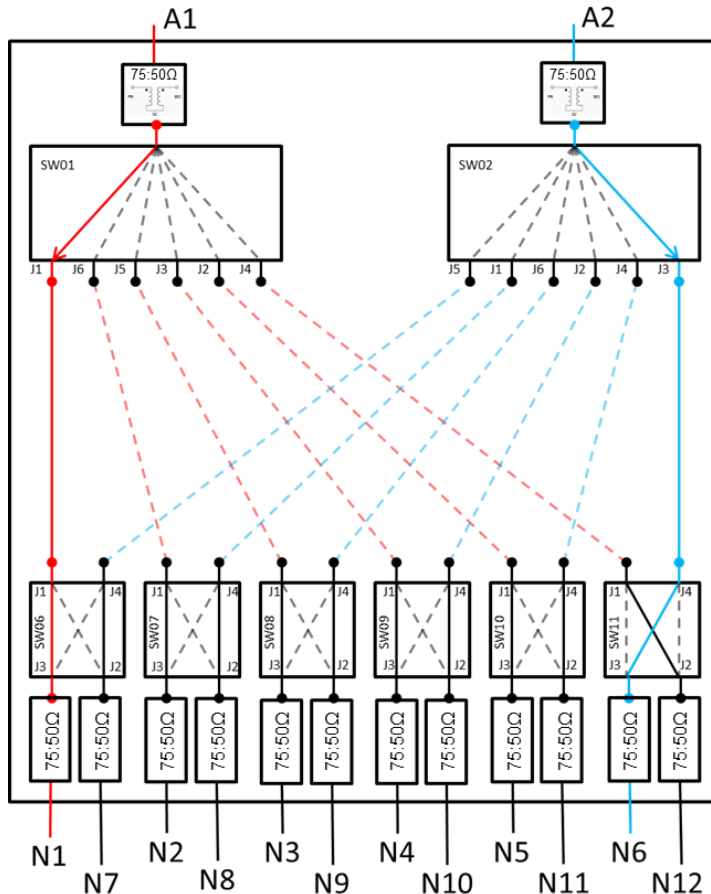 A1 A2
75:50Ω 75:50Ω
SW01 SW02
J1 J6 J5 J3 J2 J4 J5 J1 J6 J2 J4 J3
J1 J4 J1 J4 J1 J4 J1 J4 J1 J4 J1 J4
SW06 SW07 SW08 SW09 SW10 SW11
J3 J2 J3 J2 J3 J2 J3 J2 J3 J2 J3 J2
75:50Ω 75:50Ω 75:50Ω 75:50Ω 75:50Ω 75:50Ω 75:50Ω 75:50Ω 75:50Ω 75:50Ω 75:50Ω 75:50Ω
N1 N7 N2 N8 N3 N9 N4 N10 N5 N11 N6 N12